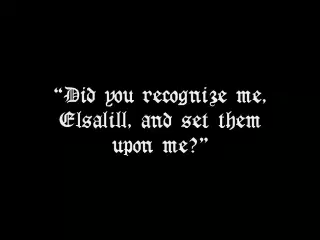 “Did you recognize me,
Elsalill, and set them
upon me?”